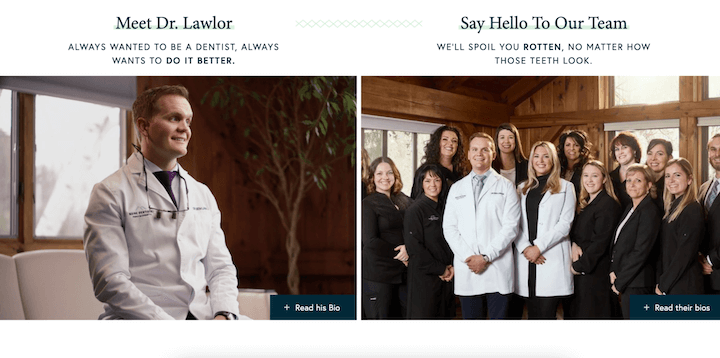 Meet Dr. Lawlor
ALWAYS WANTED TO BE A DENTIST, ALWAYS
WANTS TO DO IT BETTER.
+ Read his Bio
Say Hello To Our Team
WE'LL SPOIL YOU ROTTEN, NO MATTER HOW
THOSE TEETH LOOK.
+ Read their bios